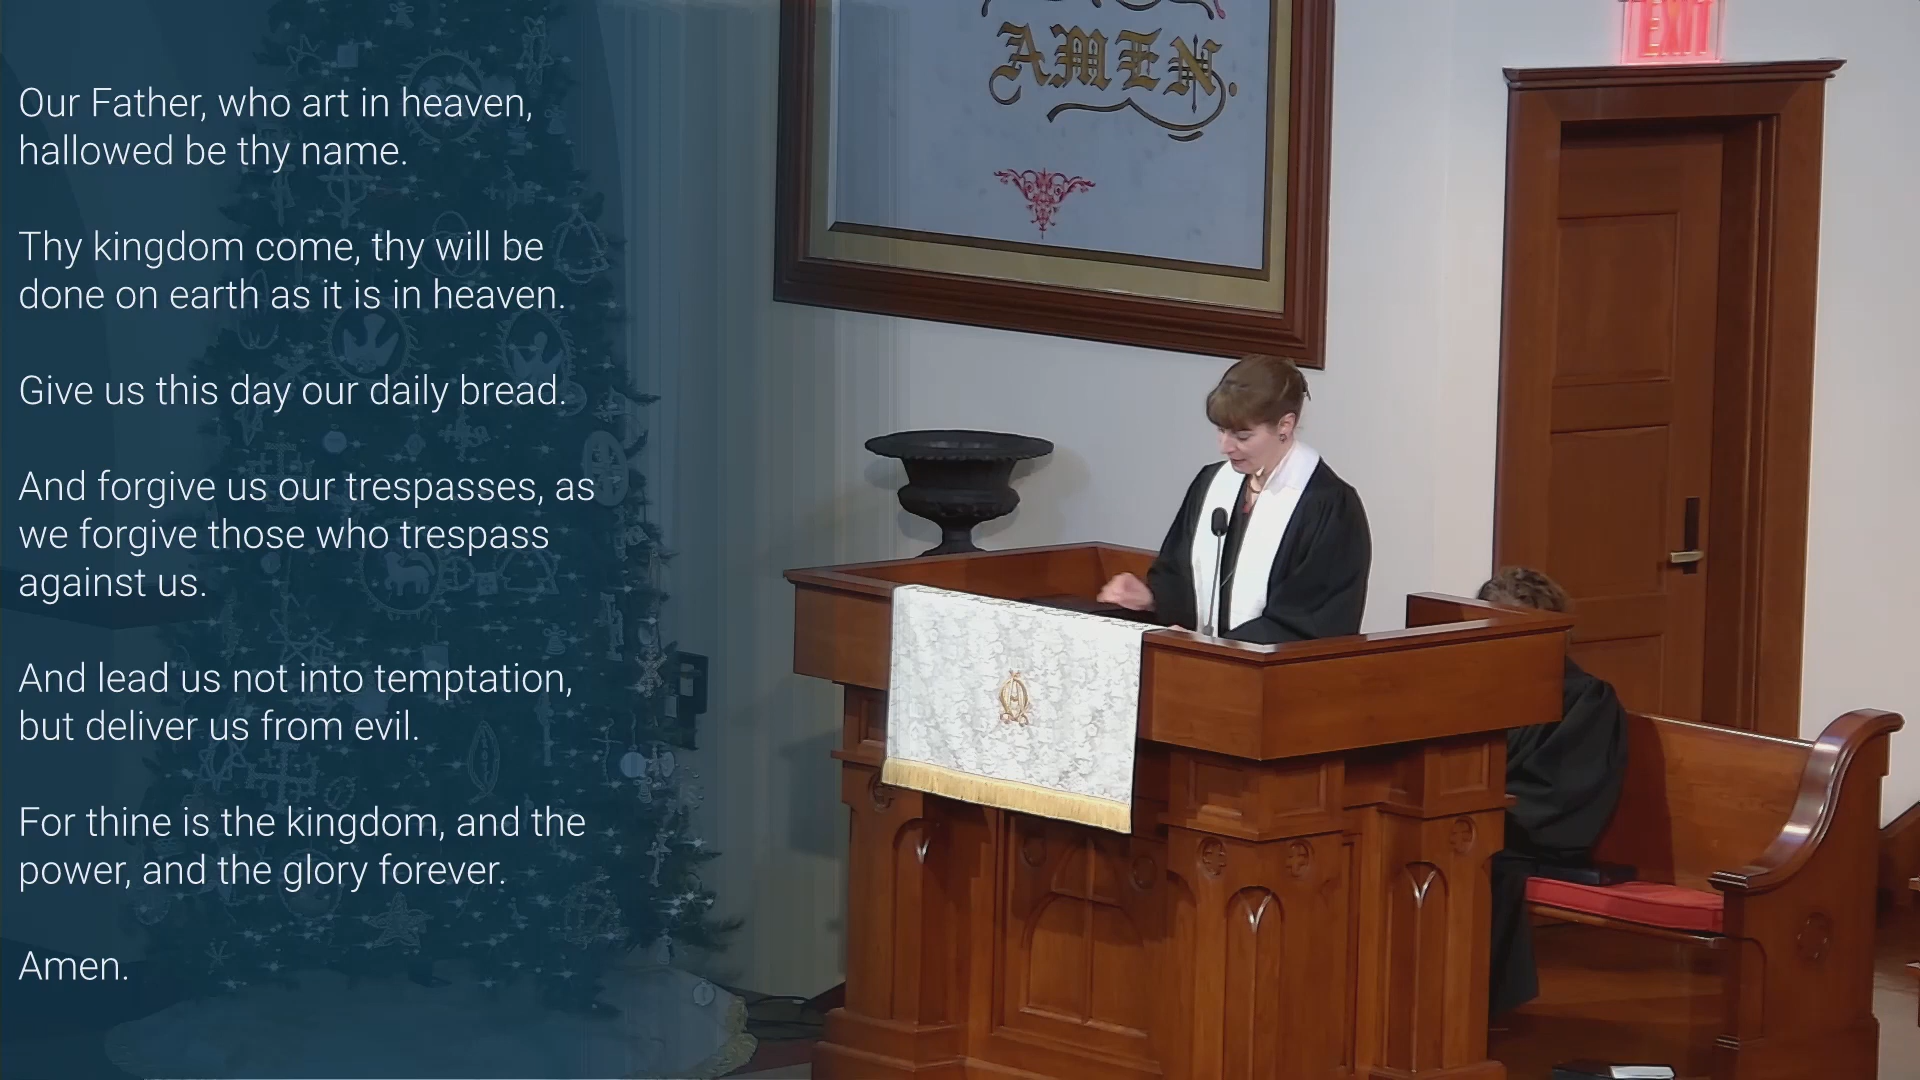 Our Father, who art in heaven,
hallowed be thy name.
Thy kingdom come, thy will be
done on earth as it is in heaven.
Give us this day our daily bread.
And forgive us our trespasses, as
we forgive those who trespass
against us.
And lead us not into temptation,
but deliver us from evil.
For thine is the kingdom, and the
power, and the glory forever.
Amen.
AMEN.
EXIT